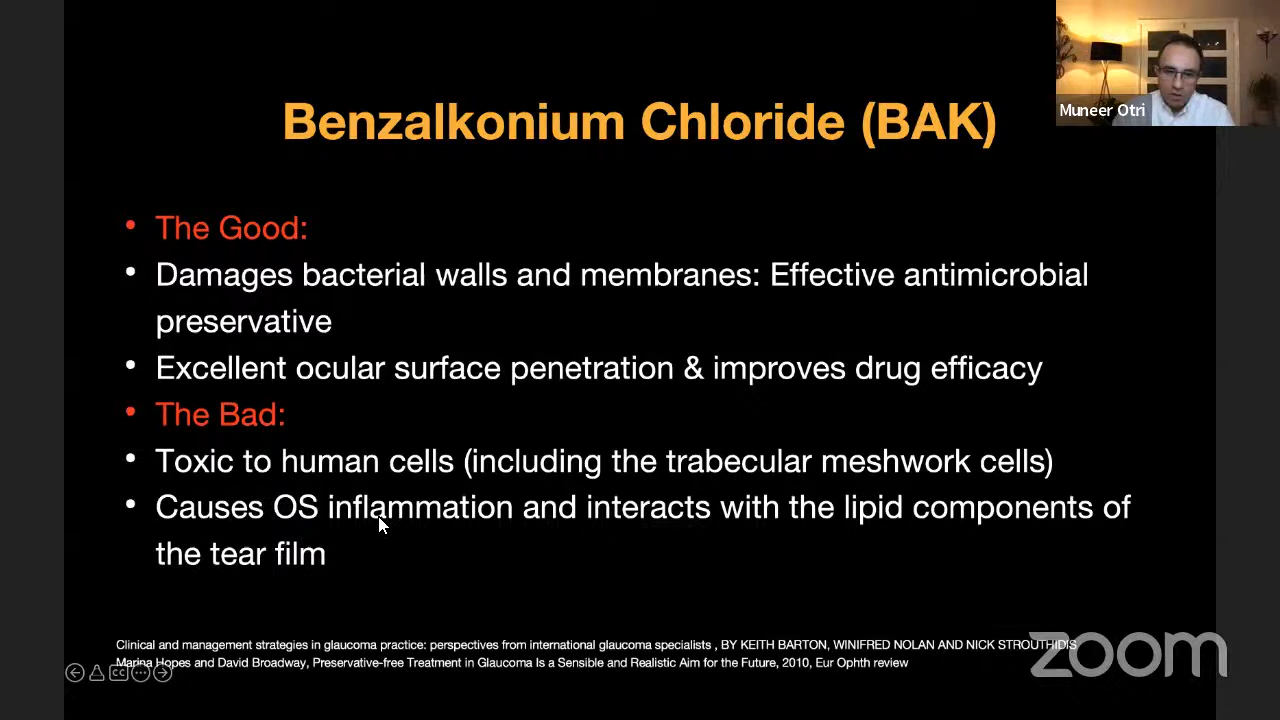 Benzalkonium Chloride (BAK)
Muneer Otri
• The Good:
• Damages bacterial walls and membranes: Effective antimicrobial
preservative
• Excellent ocular surface penetration & improves drug efficacy
• The Bad:
• Toxic to human cells (including the trabecular meshwork cells)
• Causes OS inflammation and interacts with the lipid components of
the tear film
Clinical and management strategies in glaucoma practice: perspectives from international glaucoma specialists , BY KEITH BARTON, WINIFRED NOLAN AND NICK STROUTHIDIS
Marina Hopes and David Broadway, Preservative-free Treatment in Glaucoma Is a Sensible and Realistic Aim for the Future, 2010, Eur Ophth review
zoom
CC